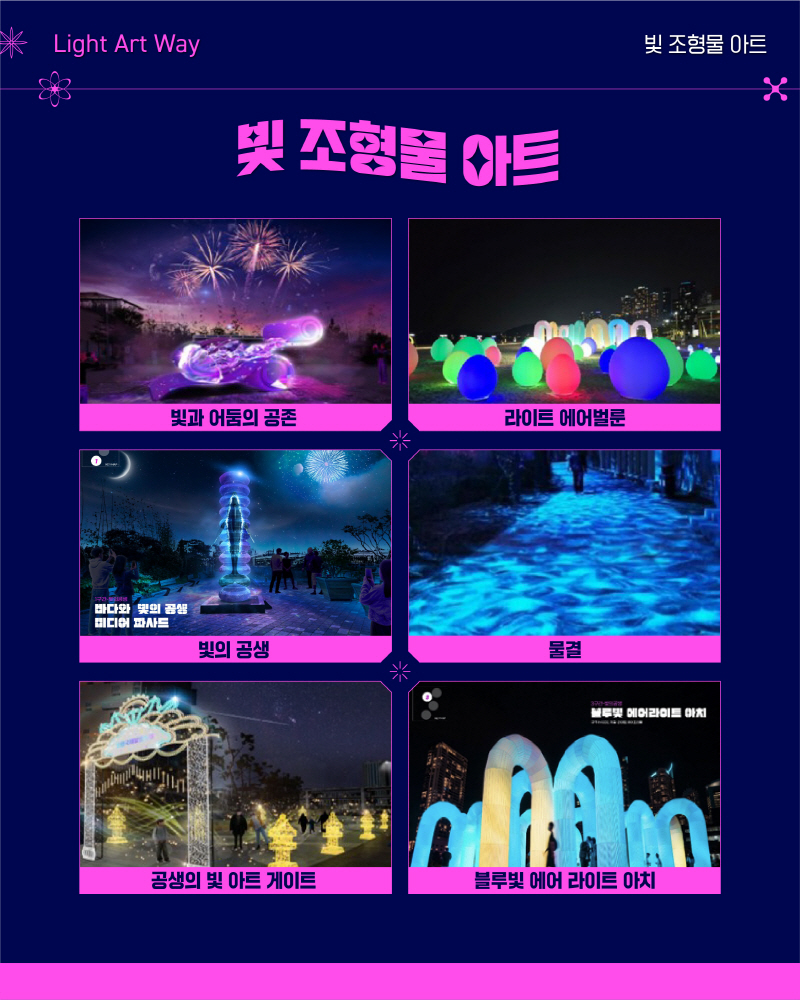 Light Art Way
빛 조형물 아트
빛 조형물 아트
빛과 어둠의 공존
라이트 에어벌룬
1
바다와 빛의 공생
미디어 파사드
빛의 공생
물결
블루빛 에어라이트 아치
공생의 빛 아트 게이트
블루빛 에어 라이트 아치